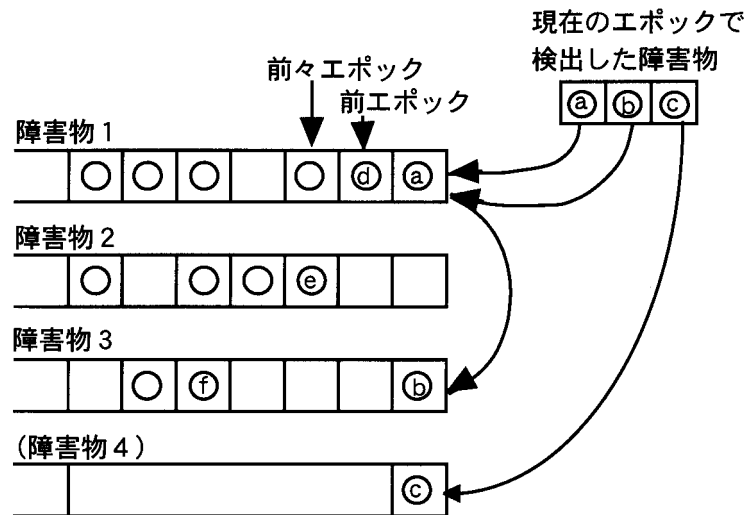 現在のエポックで
検出した障害物
ⓐ ⓑ ⓒ
前々エポック
前エポック
障害物1
ⓓ ⓐ
障害物2
ⓔ
障害物3
ⓕ ⓑ
(障害物4)
ⓒ